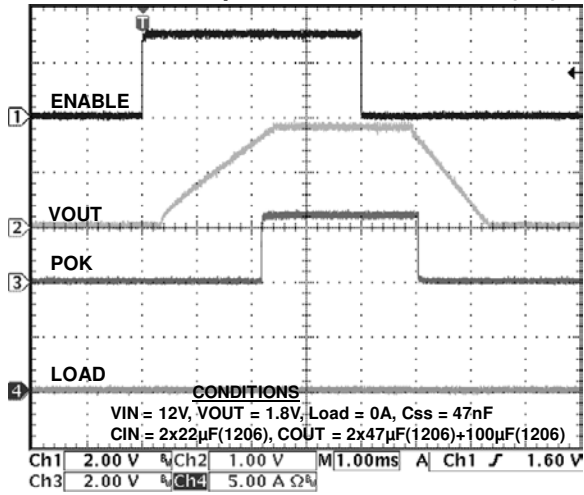 T
ENABLE
1
VOUT
2
POK
3
LOAD
4
CONDITIONS
VIN = 12V, VOUT = 1.8V, Load = 0A, Css = 47nF
CIN = 2x22µF(1206), COUT = 2x47µF(1206)+100µF(1206)
Ch1 2.00 V Ch2 1.00 V M 1.00ms A Ch1 ƒ 1.60 V
Ch3 2.00 V Ch4 5.00 A Ω